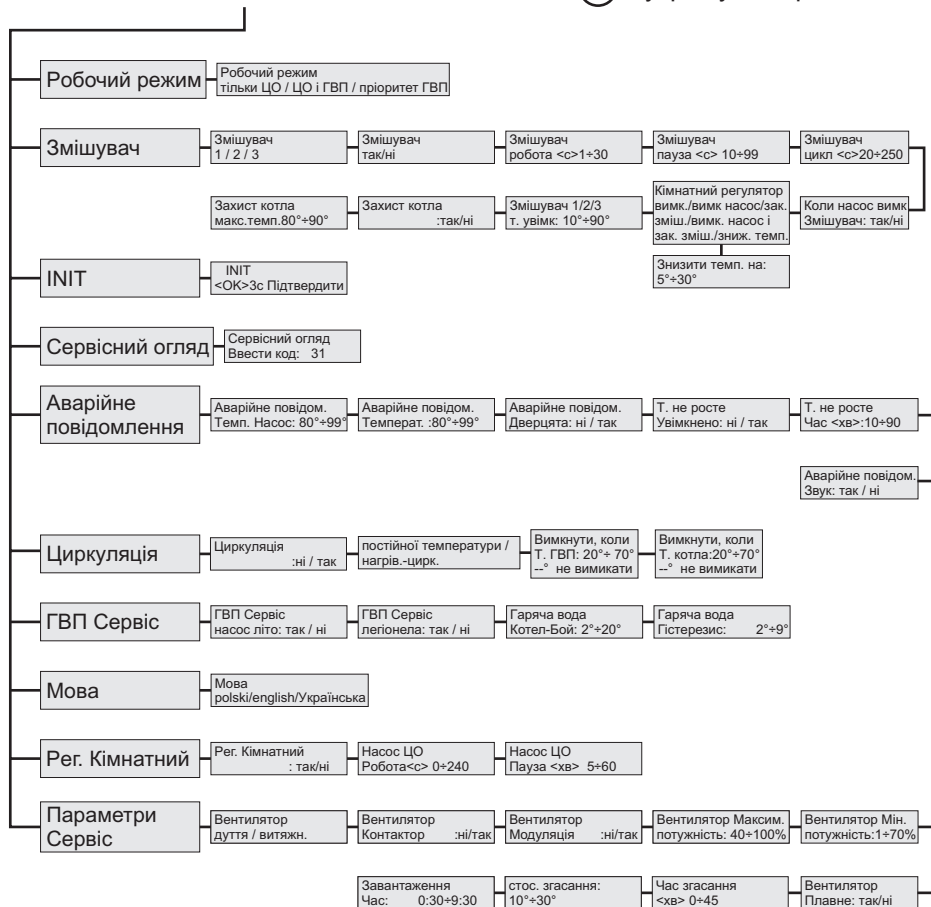 Робочий режим
Робочий режим
тільки ЦО / ЦО і ГВП / пріоритет ГВП
Змішувач
Змішувач
1 / 2 / 3
Змішувач
так/ні
Змішувач
робота <с>1÷30
Змішувач
пауза <с> 10÷99
Змішувач
цикл <с>20÷250
Захист котла
макс.темп.80°÷90°
Захист котла
:так/ні
Змішувач 1/2/3
т. увімк: 10°÷90°
Кімнатний регулятор
вимк./вимк насос/зак.
зміш./вимк. насос і
зак. зміш./зниж. темп.
Коли насос вимк
Змішувач: так/ні
Знизити темп. на:
5°÷30°
INIT
INIT
<OK>3с Підтвердити
Сервісний огляд
Сервісний огляд
Ввести код: 31
Аварійне
повідомлення
Аварійне повідом.
Темп. Насос: 80°÷99°
Аварійне повідом.
Температ. :80°÷99°
Аварійне повідом.
Дверцята: ні / так
Т. не росте
Увімкнено: ні / так
Т. не росте
Час <хв>:10÷90
Аварійне повідом.
Звук: так / ні
Циркуляція
Циркуляція
:ні / так
постійної температури /
нагрів.-цирк.
Вимкнути, коли
Т. ГВП: 20°÷ 70°
--° не вимикати
Вимкнути, коли
Т. котла:20°÷70°
--° не вимикати
ГВП Сервіс
ГВП Сервіс
насос літо: так / ні
ГВП Сервіс
легіонела: так / ні
Гаряча вода
Котел-Бой: 2°÷20°
Гаряча вода
Гістерезис: 2°÷9°
Мова
Мова
polski/english/Українська
Рег. Кімнатний
Рег. Кімнатний
: так/ні
Насос ЦО
Робота<с> 0÷240
Насос ЦО
Пауза <хв> 5÷60
Параметри
Сервіс
Вентилятор
дуття / витяжн.
Вентилятор
Контактор :ні/так
Вентилятор
Модуляція :ні/так
Вентилятор Максим.
потужність: 40÷100%
Вентилятор Мін.
потужність:1÷70%
Завантаження
Час: 0:30÷9:30
стос. згасання:
10°÷30°
Час згасання
<хв> 0÷45
Вентилятор
Плавне: так/ні